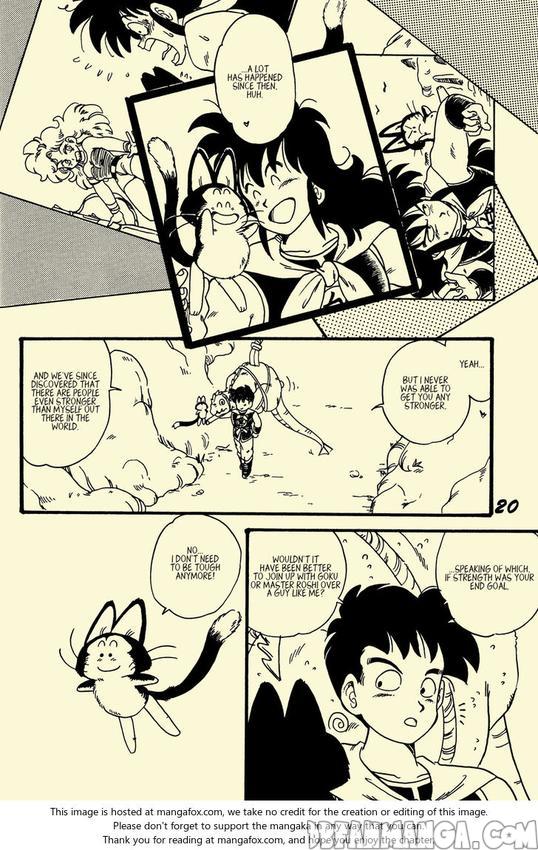 ...A LOT
HAS HAPPENED
SINCE THEN,
HUH.
YEAH...
BUT I NEVER
WAS ABLE TO
GET YOU ANY
STRONGER.
AND WE'VE SINCE
DISCOVERED THAT
THERE ARE PEOPLE
EVEN STRONGER
THAN MYSELF OUT
THERE IN THE
WORLD.
20
...SPEAKING OF WHICH,
IF STRENGTH WAS YOUR
END GOAL,
WOULDN'T IT
HAVE BEEN BETTER
TO JOIN UP WITH GOKU
OR MASTER ROSHI OVER
A GUY LIKE ME?
NO...
I DON'T NEED
TO BE TOUGH
ANYMORE!
This image is hosted at mangafox.com, we take no credit for the creation or editing of this image.
Please don't forget to support the mangaka in any way that you can.
Thank you for reading at mangafox.com, and hope you enjoy the chapter.